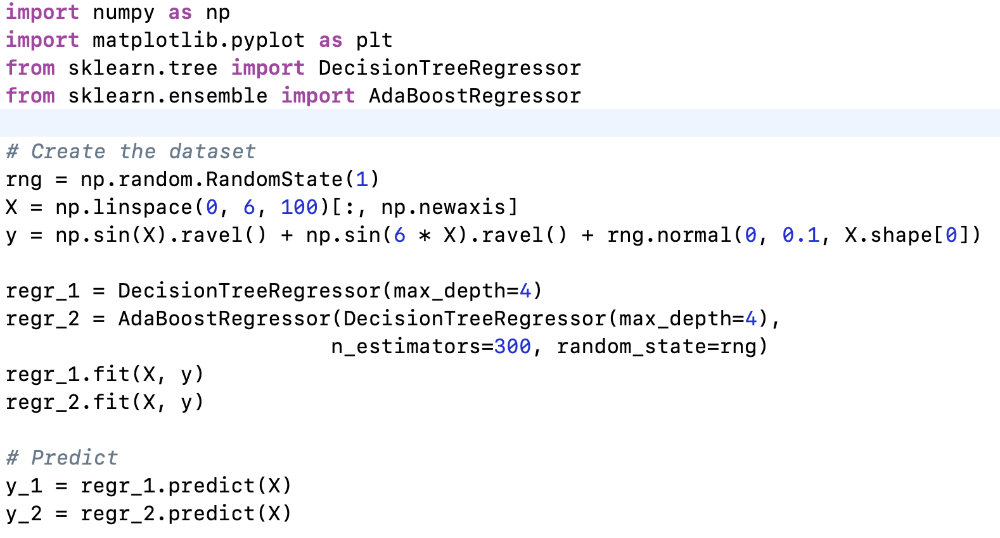 import numpy as np
import matplotlib.pyplot as plt
from sklearn.tree import DecisionTreeRegressor
from sklearn.ensemble import AdaBoostRegressor

# Create the dataset
rng = np.random.RandomState(1)
X = np.linspace(0, 6, 100)[:, np.newaxis]
y = np.sin(X).ravel() + np.sin(6 * X).ravel() + rng.normal(0, 0.1, X.shape[0])

regr_1 = DecisionTreeRegressor(max_depth=4)
regr_2 = AdaBoostRegressor(DecisionTreeRegressor(max_depth=4),
                          n_estimators=300, random_state=rng)
regr_1.fit(X, y)
regr_2.fit(X, y)

# Predict
y_1 = regr_1.predict(X)
y_2 = regr_2.predict(X)